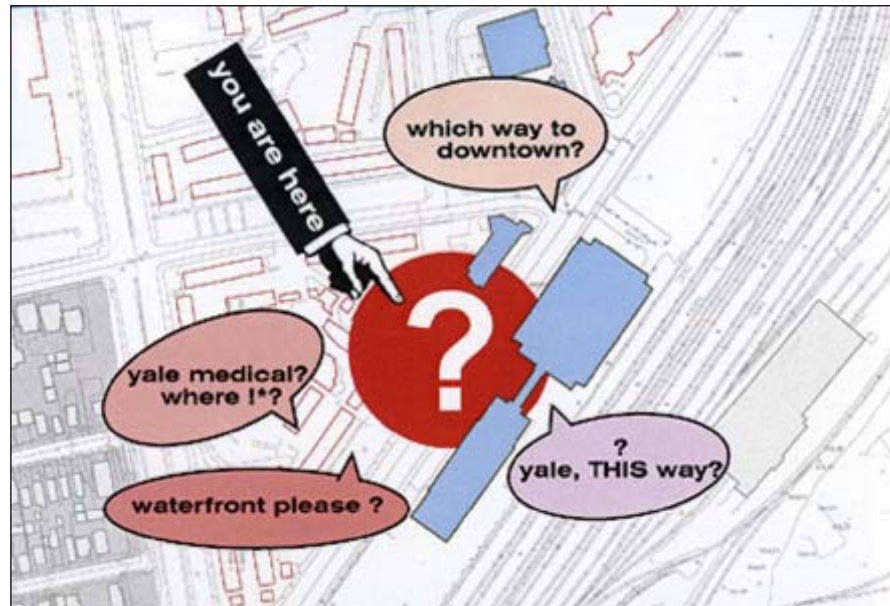 you are here
which way to
downtown?
?
yale medical?
where !*?
?
yale, THIS way?
waterfront please ?